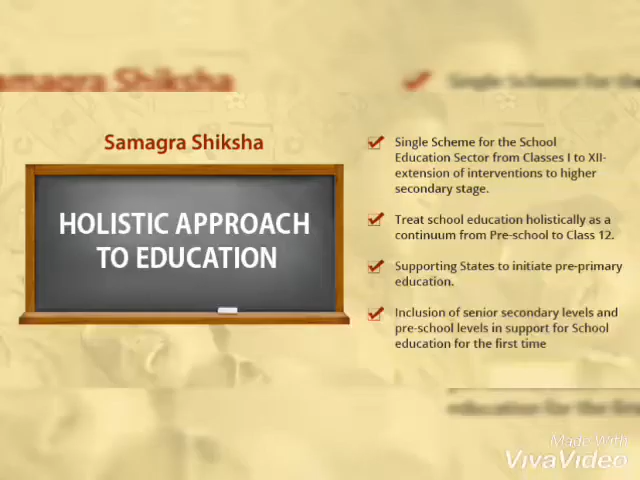 Samagra Shiksha
HOLISTIC APPROACH
TO EDUCATION
Single Scheme for the School
Education Sector from Classes I to XII-
extension of interventions to higher
secondary stage.
Treat school education holistically as a
continuum from Pre-school to Class 12.
Supporting States to initiate pre-primary
education.
Inclusion of senior secondary levels and
pre-school levels in support for School
education for the first time
Made With
VivaVideo